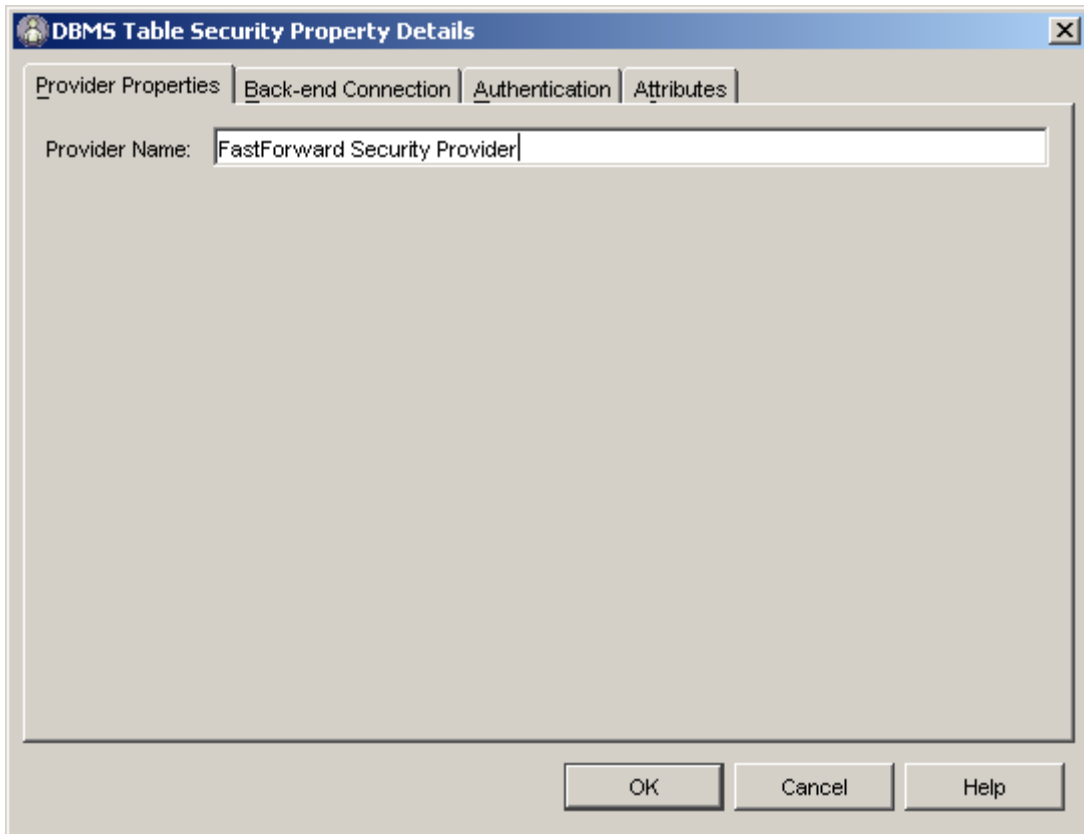 DBMS Table Security Property Details
Provider Properties Back-end Connection Authentication Attributes
Provider Name: FastForward Security Provider
OK Cancel Help